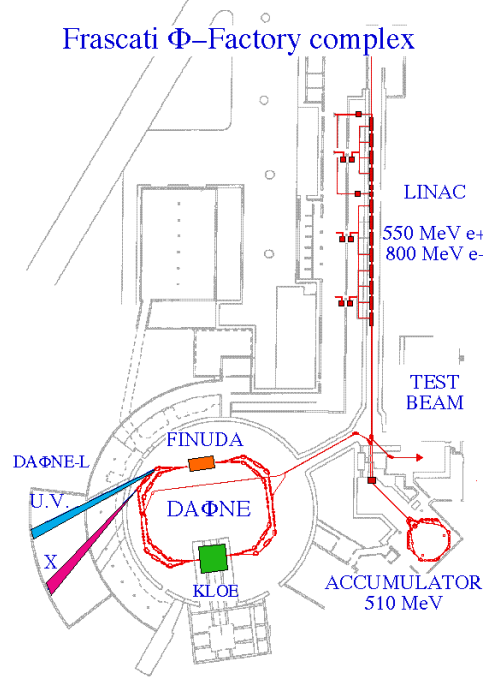 Frascati Φ–Factory complex
LINAC
550 MeV e+
800 MeV e-
TEST
BEAM
FINUDA
DAΦNE-L
U.V.
DAΦNE
X
KLOE
ACCUMULATOR
510 MeV